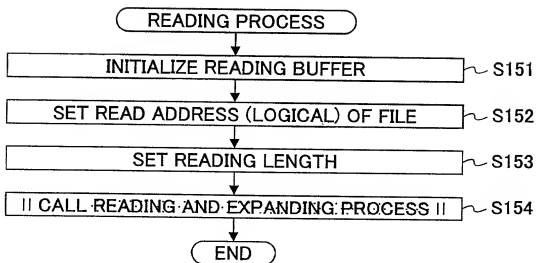 READING PROCESS
INITIALIZE READING BUFFER S151
SET READ ADDRESS (LOGICAL) OF FILE S152
SET READING LENGTH S153
CALL READING AND EXPANDING PROCESS S154
END